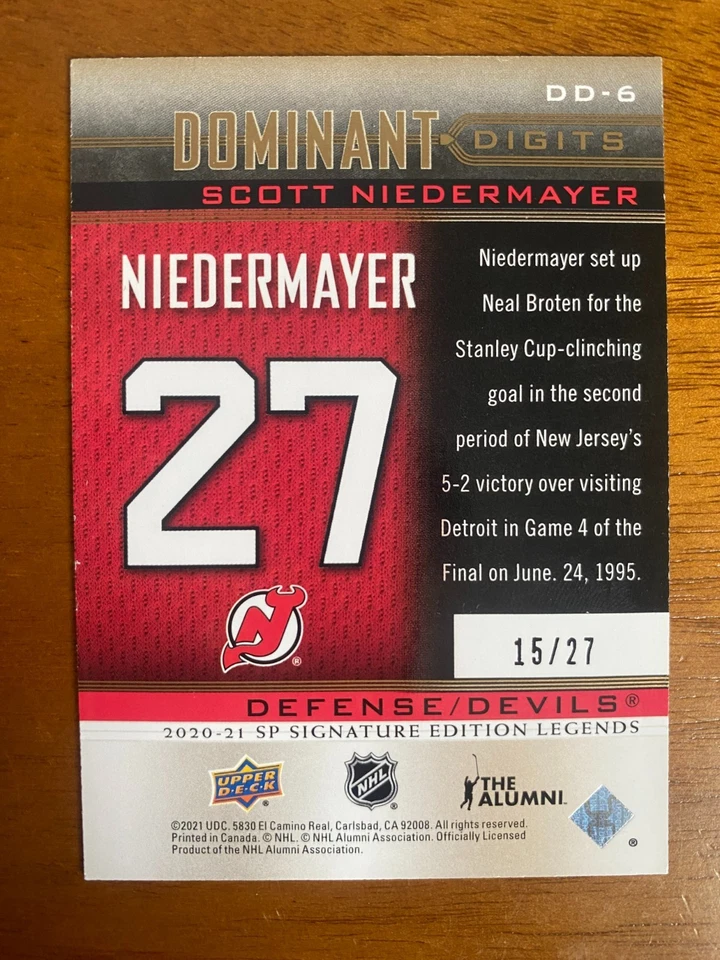 DD-6
DOMINANT DIGITS
SCOTT NIEDERMAYER
NIEDERMAYER
27
Niedermayer set up
Neal Broten for the
Stanley Cup-clinching
goal in the second
period of New Jersey's
5-2 victory over visiting
Detroit in Game 4 of the
Final on June. 24, 1995.
®
15/27
DEFENSE/DEVILS®
2020-21 SP SIGNATURE EDITION LEGENDS
UPPER
D·E·C·K
®
NHL
®
THE
ALUMNI™
®
©2021 UDC. 5830 El Camino Real, Carlsbad, CA 92008. All rights reserved.
Printed in Canada. © NHL. © NHL Alumni Association. Officially Licensed
Product of the NHL Alumni Association.